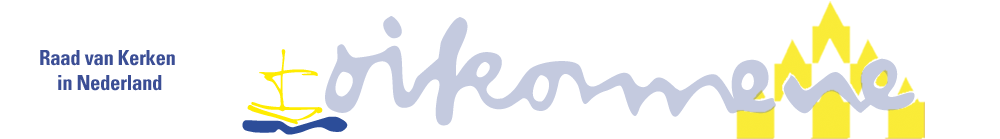 Raad van Kerken
in Nederland
oikomene